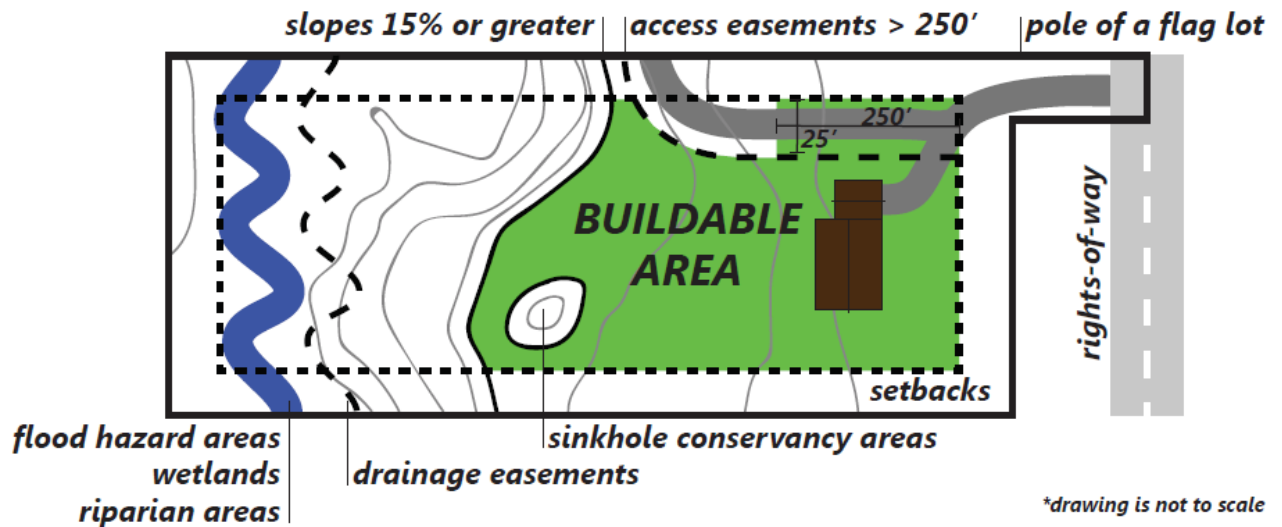 slopes 15% or greater
access easements > 250′
pole of a flag lot
250′
25′
BUILDABLE
AREA
rights-of-way
setbacks
flood hazard areas
wetlands
riparian areas
drainage easements
sinkhole conservancy areas
*drawing is not to scale